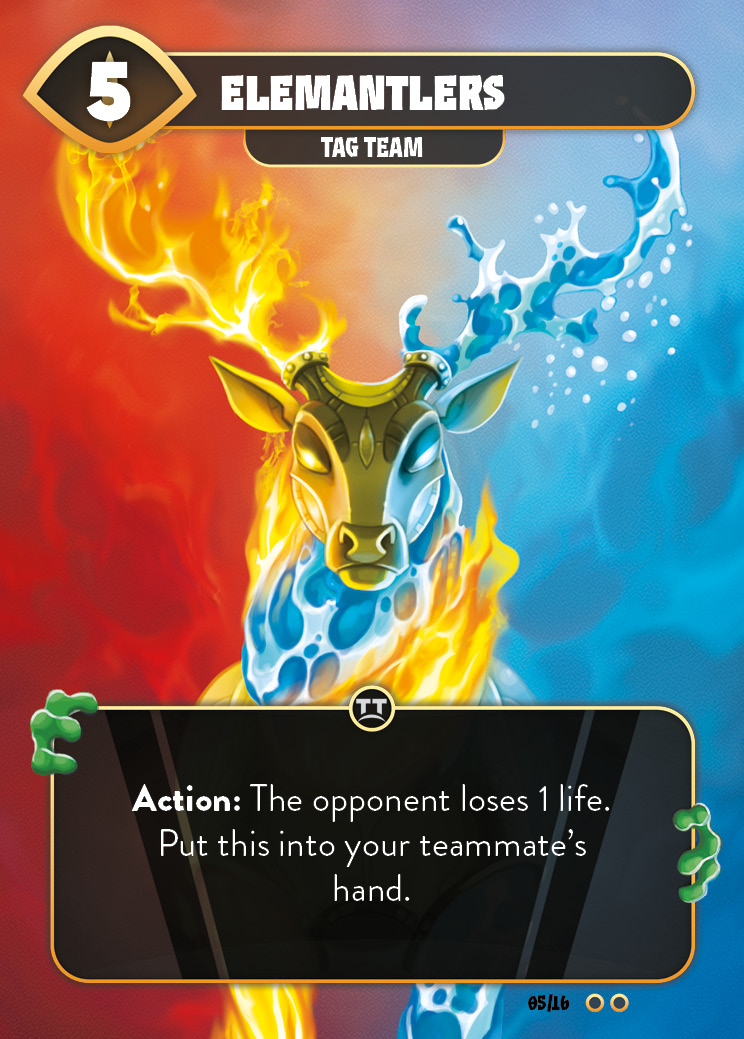 5
ELEMANTLERS
TAG TEAM
TT
Action: The opponent loses 1 life.
Put this into your teammate's
hand.
05/16